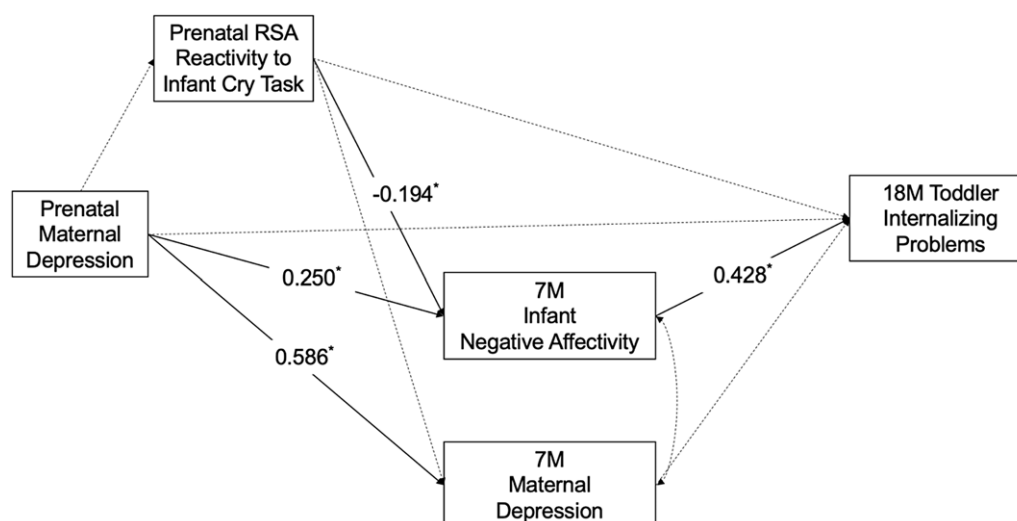 Prenatal RSA
Reactivity to
Infant Cry Task
Prenatal
Maternal
Depression
-0.194*
0.250*
0.586*
7M
Infant
Negative Affectivity
0.428*
18M Toddler
Internalizing
Problems
7M
Maternal
Depression